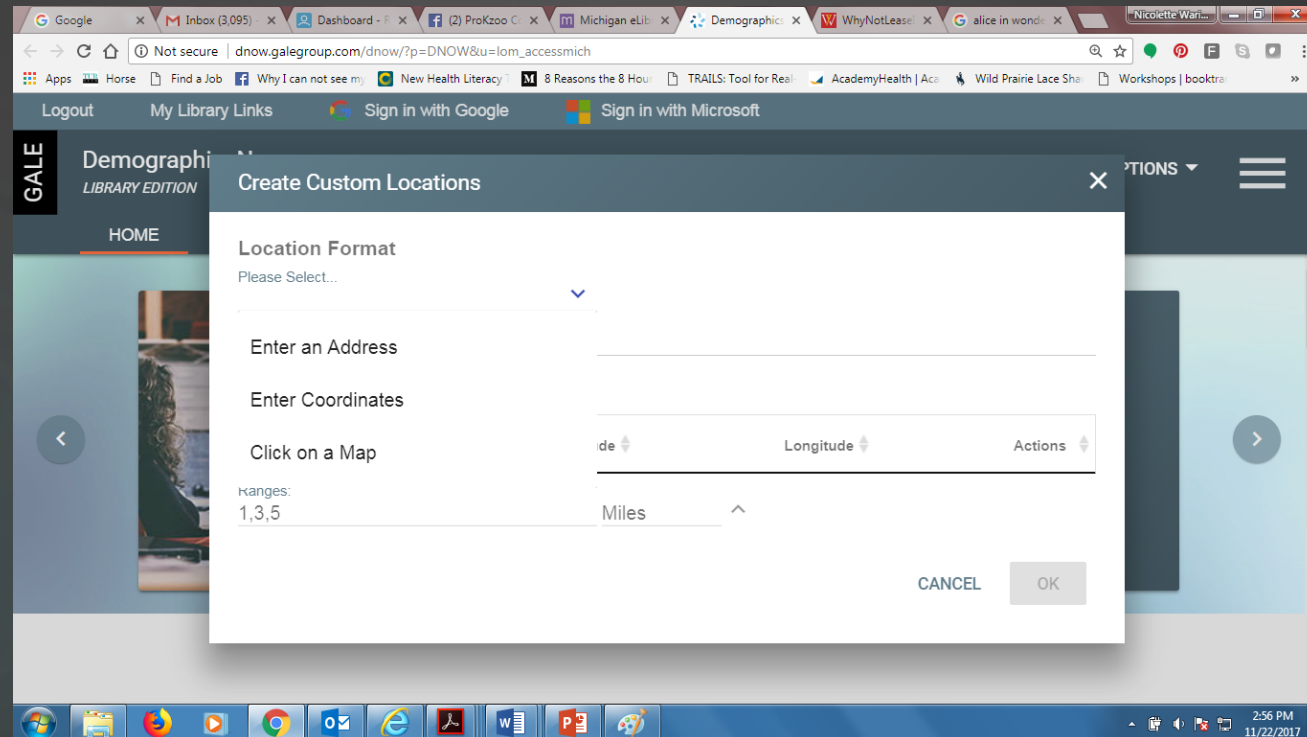 Google Inbox (3,095) Dashboard - F (2) ProKzoo Co Michigan eLib Demographics WhyNotLease alice in wonde Nicolette Wari...
Not secure | dnow.galegroup.com/dnow/?p=DNOW&u=lom_accessmich
Apps Horse Find a Job Why I can not see my New Health Literacy T 8 Reasons the 8 Hour TRAILS: Tool for Real- AcademyHealth | Aca Wild Prairie Lace Sha Workshops | booktra »
Logout My Library Links Sign in with Google Sign in with Microsoft
GALE
Demographi
LIBRARY EDITION
PTIONS
HOME
Create Custom Locations
Location Format
Please Select...
Enter an Address
Enter Coordinates
Click on a Map
de Longitude Actions
Ranges:
1,3,5 Miles
CANCEL OK
2:56 PM
11/22/2017